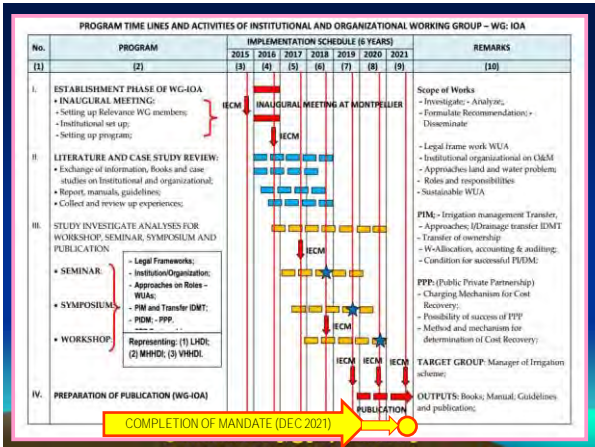 PROGRAM TIME LINES AND ACTIVITIES OF INSTITUTIONAL AND ORGANIZATIONAL WORKING GROUP – WG: IOA
No. PROGRAM IMPLEMENTATION SCHEDULE (6 YEARS) REMARKS
2015 2016 2017 2018 2019 2020 2021
(1) (2) (3) (4) (5) (6) (7) (8) (9) (10)
I. ESTABLISHMENT PHASE OF WG-IOA
• INAUGURAL MEETING:
- Setting up Relevance WG members;
- Institutional set up;
- Setting up program;
IECM INAUGURAL MEETING AT MONTPELLIER
IECM
Scope of Works
- Investigate; - Analyze;,
- Formulate Recommendation; -
Disseminate
II LITERATURE AND CASE STUDY REVIEW:
• Exchange of information, Books and case
studies on Institutional and organizational;
• Report, manuals, guidelines;
• Collect and review up experiences;
- Legal frame work WUA
- Institutional organizational on O&M
- Approaches land and water problem;
- Roles and responsibilities
- Sustainable WUA
III. STUDY INVESTIGATE ANALYSES FOR
WORKSHOP, SEMINAR, SYMPOSIUM AND
PUBLICATION
• SEMINAR
• SYMPOSIUM
• WORKSHOP:
- Legal Frameworks;
- Institution/Organization;
Approaches on Roles –
WUAs;
- PIM and Transfer IDMT;
- PIDM; - PPP.
Representing: (1) LHDI;
(2) MHHDI; (3) VHHDI.
IECM
IECM
IECM IECM IECM
PIM; - Irrigation management Transfer,
- Approaches; I/Drainage transfer IDMT
- Transfer of ownership
- W-Allocation, accounting & auditing;
- Condition for successful PI/DM;
PPP: (Public Private Partnership)
- Charging Mechanism for Cost
Recovery;
- Possibility of success of PPP
- Method and mechanism for
determination of Cost Recovery;
TARGET GROUP: Manager of Irrigation
scheme;
IV. PREPARATION OF PUBLICATION (WG-IOA)
PUBLICATION
OUTPUTS: Books; Manual, Guidelines
and publication;
COMPLETION OF MANDATE (DEC 2021)